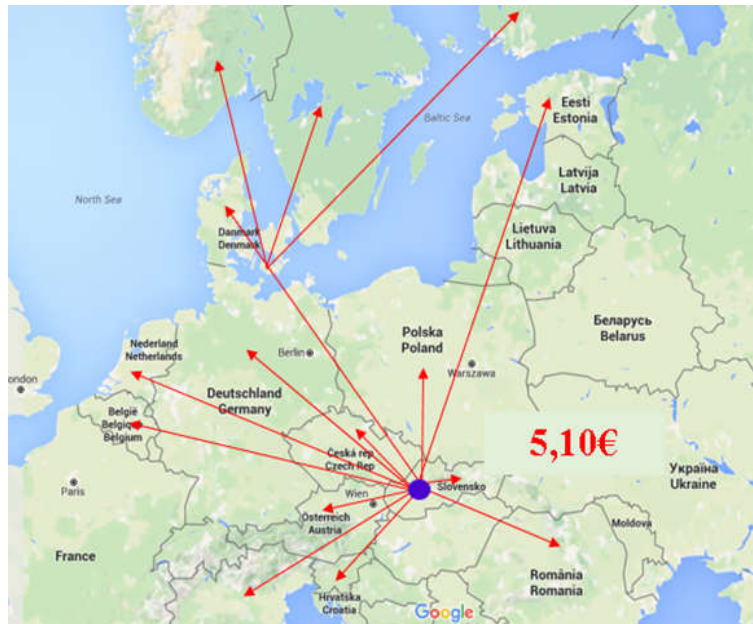 Baltic Sea
Eesti
Estonia
North Sea
Latvija
Latvia
Danmark
Denmark
Lietuva
Lithuania
Беларусь
Belarus
Nederland
Netherlands
Berlin
Polska
Poland
Warszawa
London
Deutschland
Germany
België
Belgique
Belgium
5,10€
Česká rep
Czech Rep
Україна
Ukraine
Paris
Wien
Slovensko
Österreich
Austria
Moldova
France
România
Romania
Hrvatska
Croatia
Google